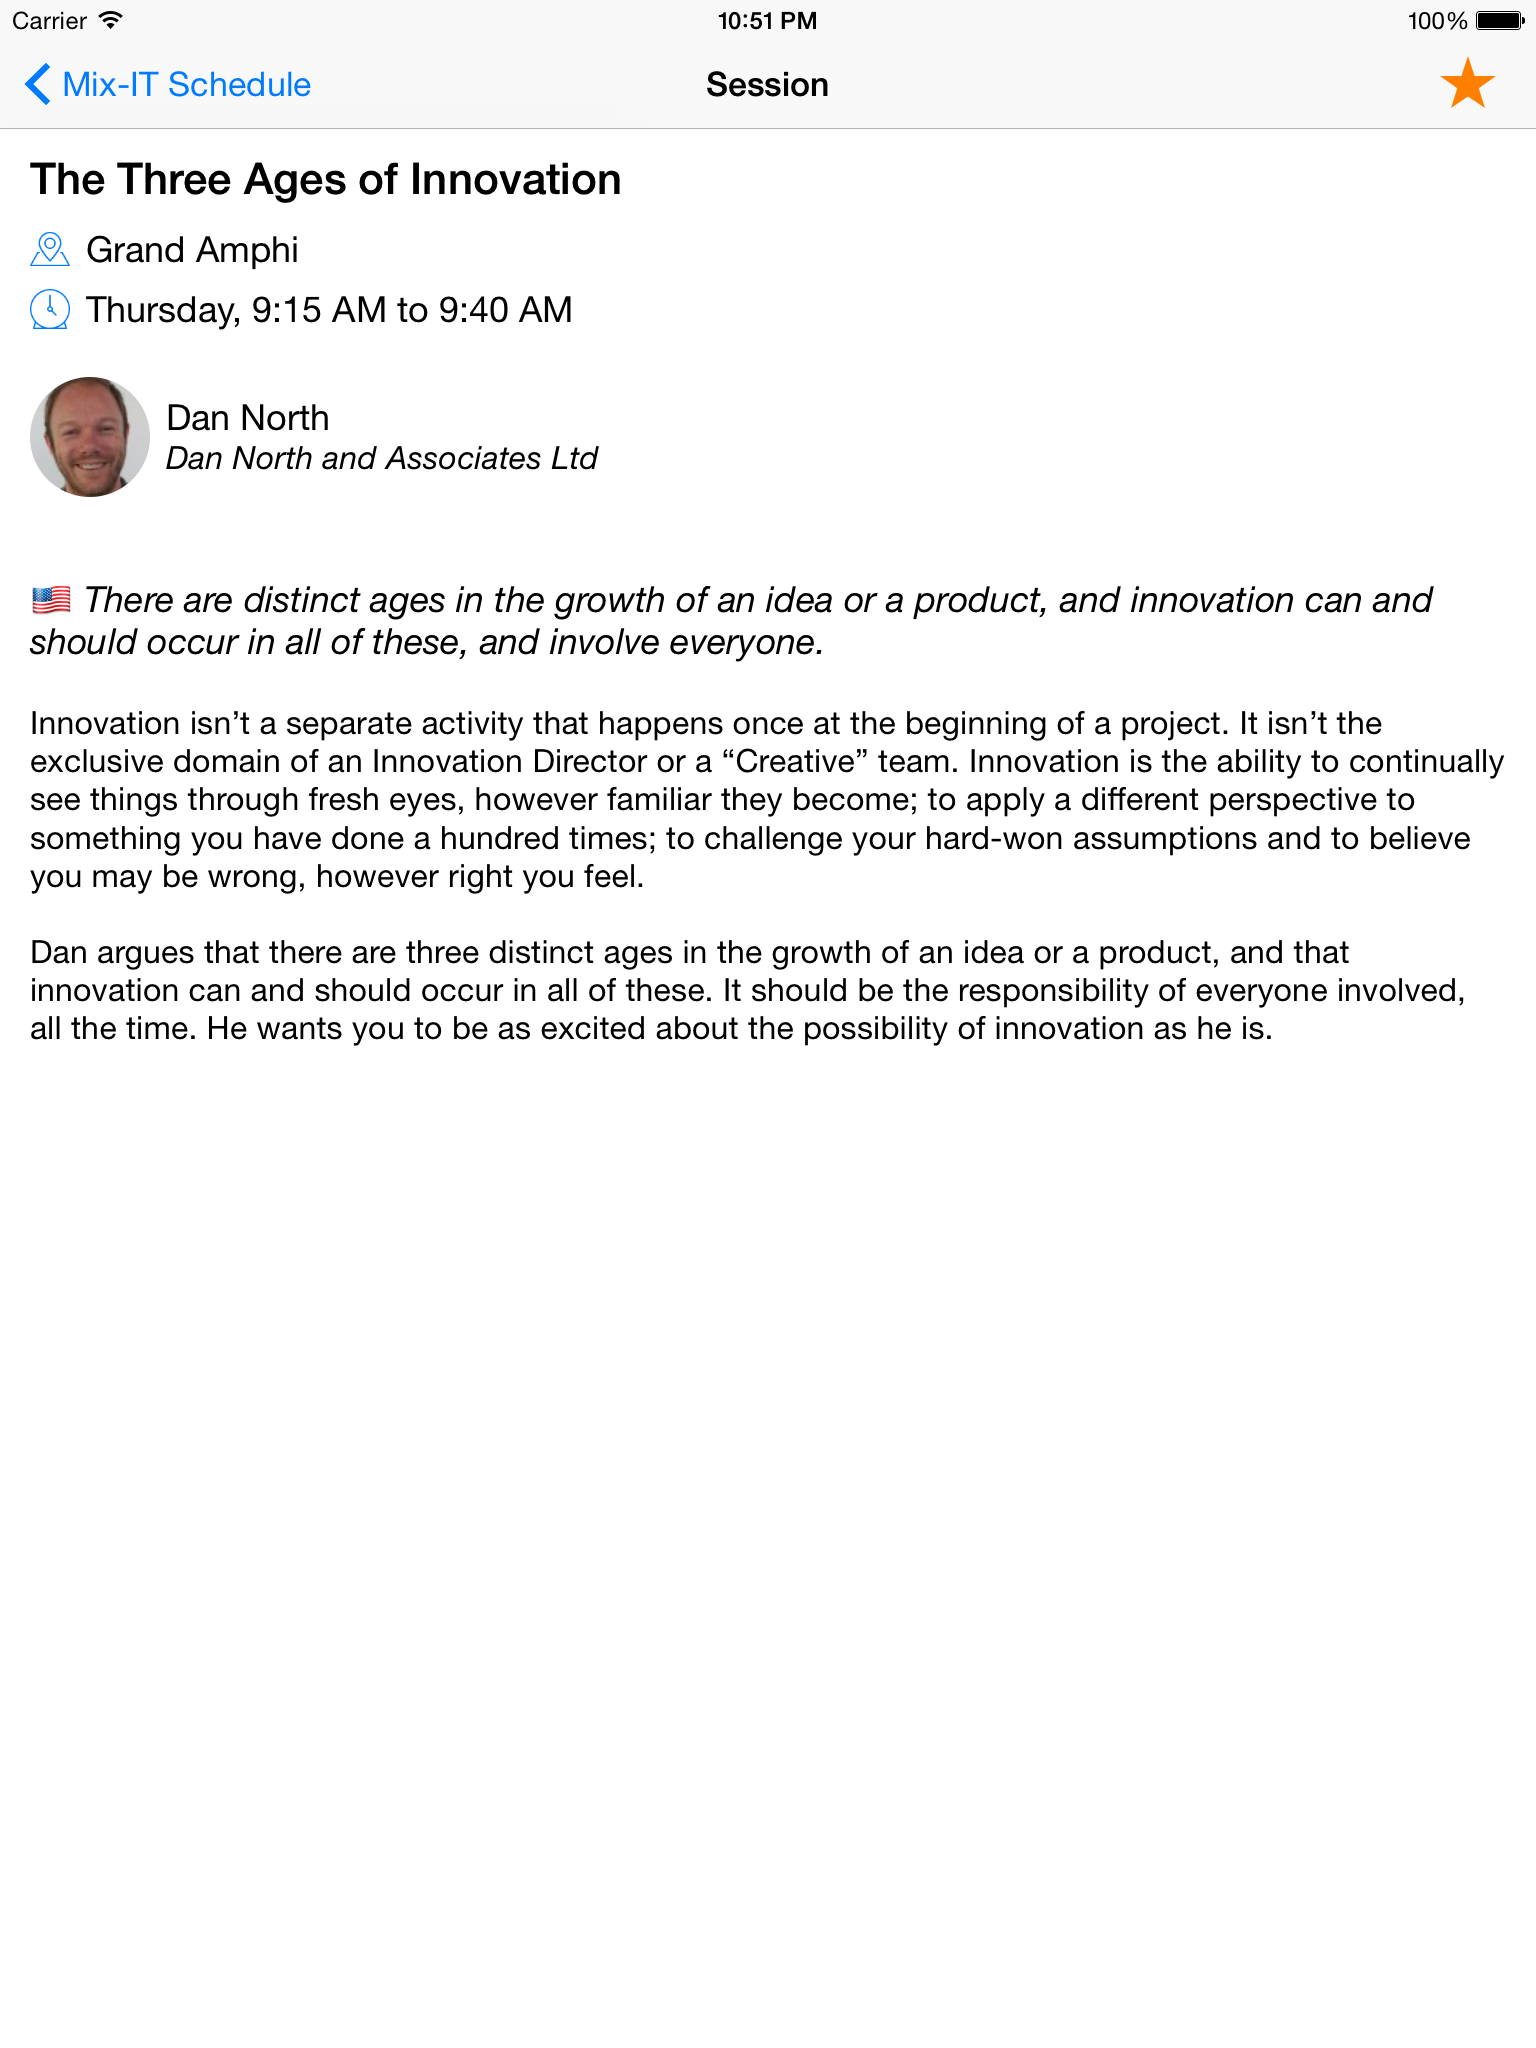 Carrier 10:51 PM 100%
Mix-IT Schedule Session
The Three Ages of Innovation
Grand Amphi
Thursday, 9:15 AM to 9:40 AM
Dan North
Dan North and Associates Ltd
There are distinct ages in the growth of an idea or a product, and innovation can and
should occur in all of these, and involve everyone.
Innovation isn’t a separate activity that happens once at the beginning of a project. It isn’t the
exclusive domain of an Innovation Director or a “Creative” team. Innovation is the ability to continually
see things through fresh eyes, however familiar they become; to apply a different perspective to
something you have done a hundred times; to challenge your hard-won assumptions and to believe
you may be wrong, however right you feel.
Dan argues that there are three distinct ages in the growth of an idea or a product, and that
innovation can and should occur in all of these. It should be the responsibility of everyone involved,
all the time. He wants you to be as excited about the possibility of innovation as he is.